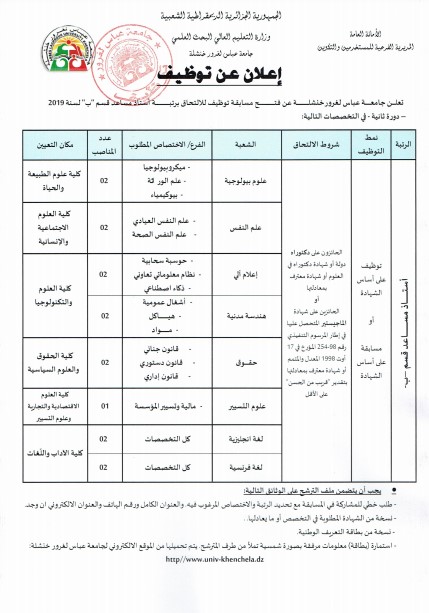 الجمهورية الجزائرية الديمقراطية الشعبية
وزارة التعليم العالي البحث العلمي
جامعة عباس لغرور خنشلة
الأمانة العامة
المديرية الفرعية للمستخدمين والتكوين
إعلان عن توظيف
تعلن جامعة عباس لغرور خنشلة عن فتح مسابقة توظيف للالتحاق برتبة أستاذ مساعد قسم "ب" لسنة 2019
– دورة ثانية - في التخصصات التالية:
الرتبة
نمط التوظيف
شروط الالتحاق
الشعبة
الفرع/ الاختصاص المطلوب
عدد المناصب
مكان التعيين
أستاذ مساعد قسم -ب-
توظيف
على أساس
الشهادة
أو
مسابقة
على أساس
الشهادة
الحائزون على دكتوراه
دولة أو شهادة دكتوراه في
العلوم أو شهادة معترف
بمعادلتها
أو
الحائزين على شهادة
الماجيستير المتحصل عليها
في إطار المرسوم التنفيذي
رقم 98-254 المؤرخ في 17
أوت 1998 المعدل والمتمم
أو شهادة معترف بمعادلتها
بتقدير "قريب من الحسن"
على الأقل
علوم بيولوجية
- ميكروبيولوجيا
- علم الوراثة
- بيوكيمياء
02
كلية علوم الطبيعة
والحياة
علم النفس
- علم النفس العيادي
- علم النفس الصحة
02
كلية العلوم
الاجتماعية
والإنسانية
إعلام آلي
- حوسبة سحابية
- نظام معلوماتي تعاوني
- ذكاء اصطناعي
02
كلية العلوم
والتكنولوجيا
هندسة مدنية
- أشغال عمومية
- هياكل
- مواد
02
حقوق
- قانون جنائي
- قانون دستوري
- قانون إداري
02
كلية الحقوق
والعلوم السياسية
علوم التسيير
- مالية وتسيير المؤسسة
01
كلية العلوم
الاقتصادية والتجارية
وعلوم التسيير
لغة انجليزية
كل التخصصات
02
كلية الآداب واللغات
لغة فرنسية
كل التخصصات
02
• يجب أن يتضمن ملف الترشح على الوثائق التالية:
- طلب خطي للمشاركة في المسابقة مع تحديد الرتبة والاختصاص المرغوب فيه، والعنوان الكامل ورقم الهاتف والعنوان الالكتروني إن وجد.
- نسخة من الشهادة المطلوبة في التخصص أو ما يعادلها..
- نسخة من بطاقة التعريف الوطنية.
- استمارة (بطاقة) معلومات مرفقة بصورة شمسية تملأ من طرف المترشح، يتم تحميلها من الموقع الالكتروني لجامعة عباس لغرور خنشلة:
http//www.univ-khenchela.dz